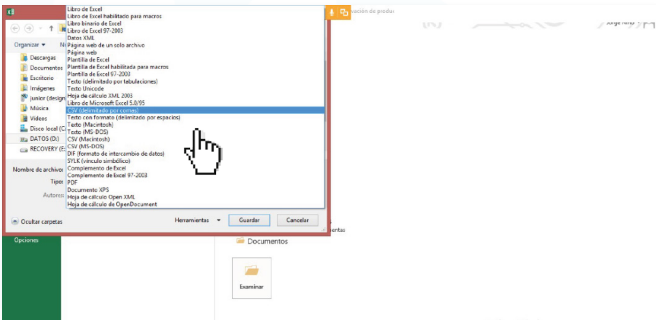 Libro de Excel
Libro de Excel habilitado para macros
Libro binario de Excel
Libro de Excel 97-2003
Datos XML
Página web de un solo archivo
Página web
Plantilla de Excel
Plantilla de Excel habilitada para macros
Plantilla de Excel 97-2003
Texto (delimitado por tabulaciones)
Texto Unicode
Hoja de cálculo XML 2003
Libro de Microsoft Excel 5.0/95
CSV (delimitado por comas)
Texto con formato (delimitado por espacios)
Texto (Macintosh)
Texto (MS-DOS)
CSV (Macintosh)
CSV (MS-DOS)
DIF (formato de intercambio de datos)
SYLK (vínculo simbólico)
Complemento de Excel
Complemento de Excel 97-2003
PDF
Documento XPS
Hoja de cálculo Open XML
Hoja de cálculo de OpenDocument
Organizar
Descargas
Documentos
Escritorio
Imágenes
junior (design
Música
Videos
Disco local (C:
DATOS (D:)
RECOVERY (E:
Nombre de archivo:
Tipo:
Autores:
Ocultar carpetas
Herramientas
Guardar
Cancelar
Opciones
Documentos
Examinar